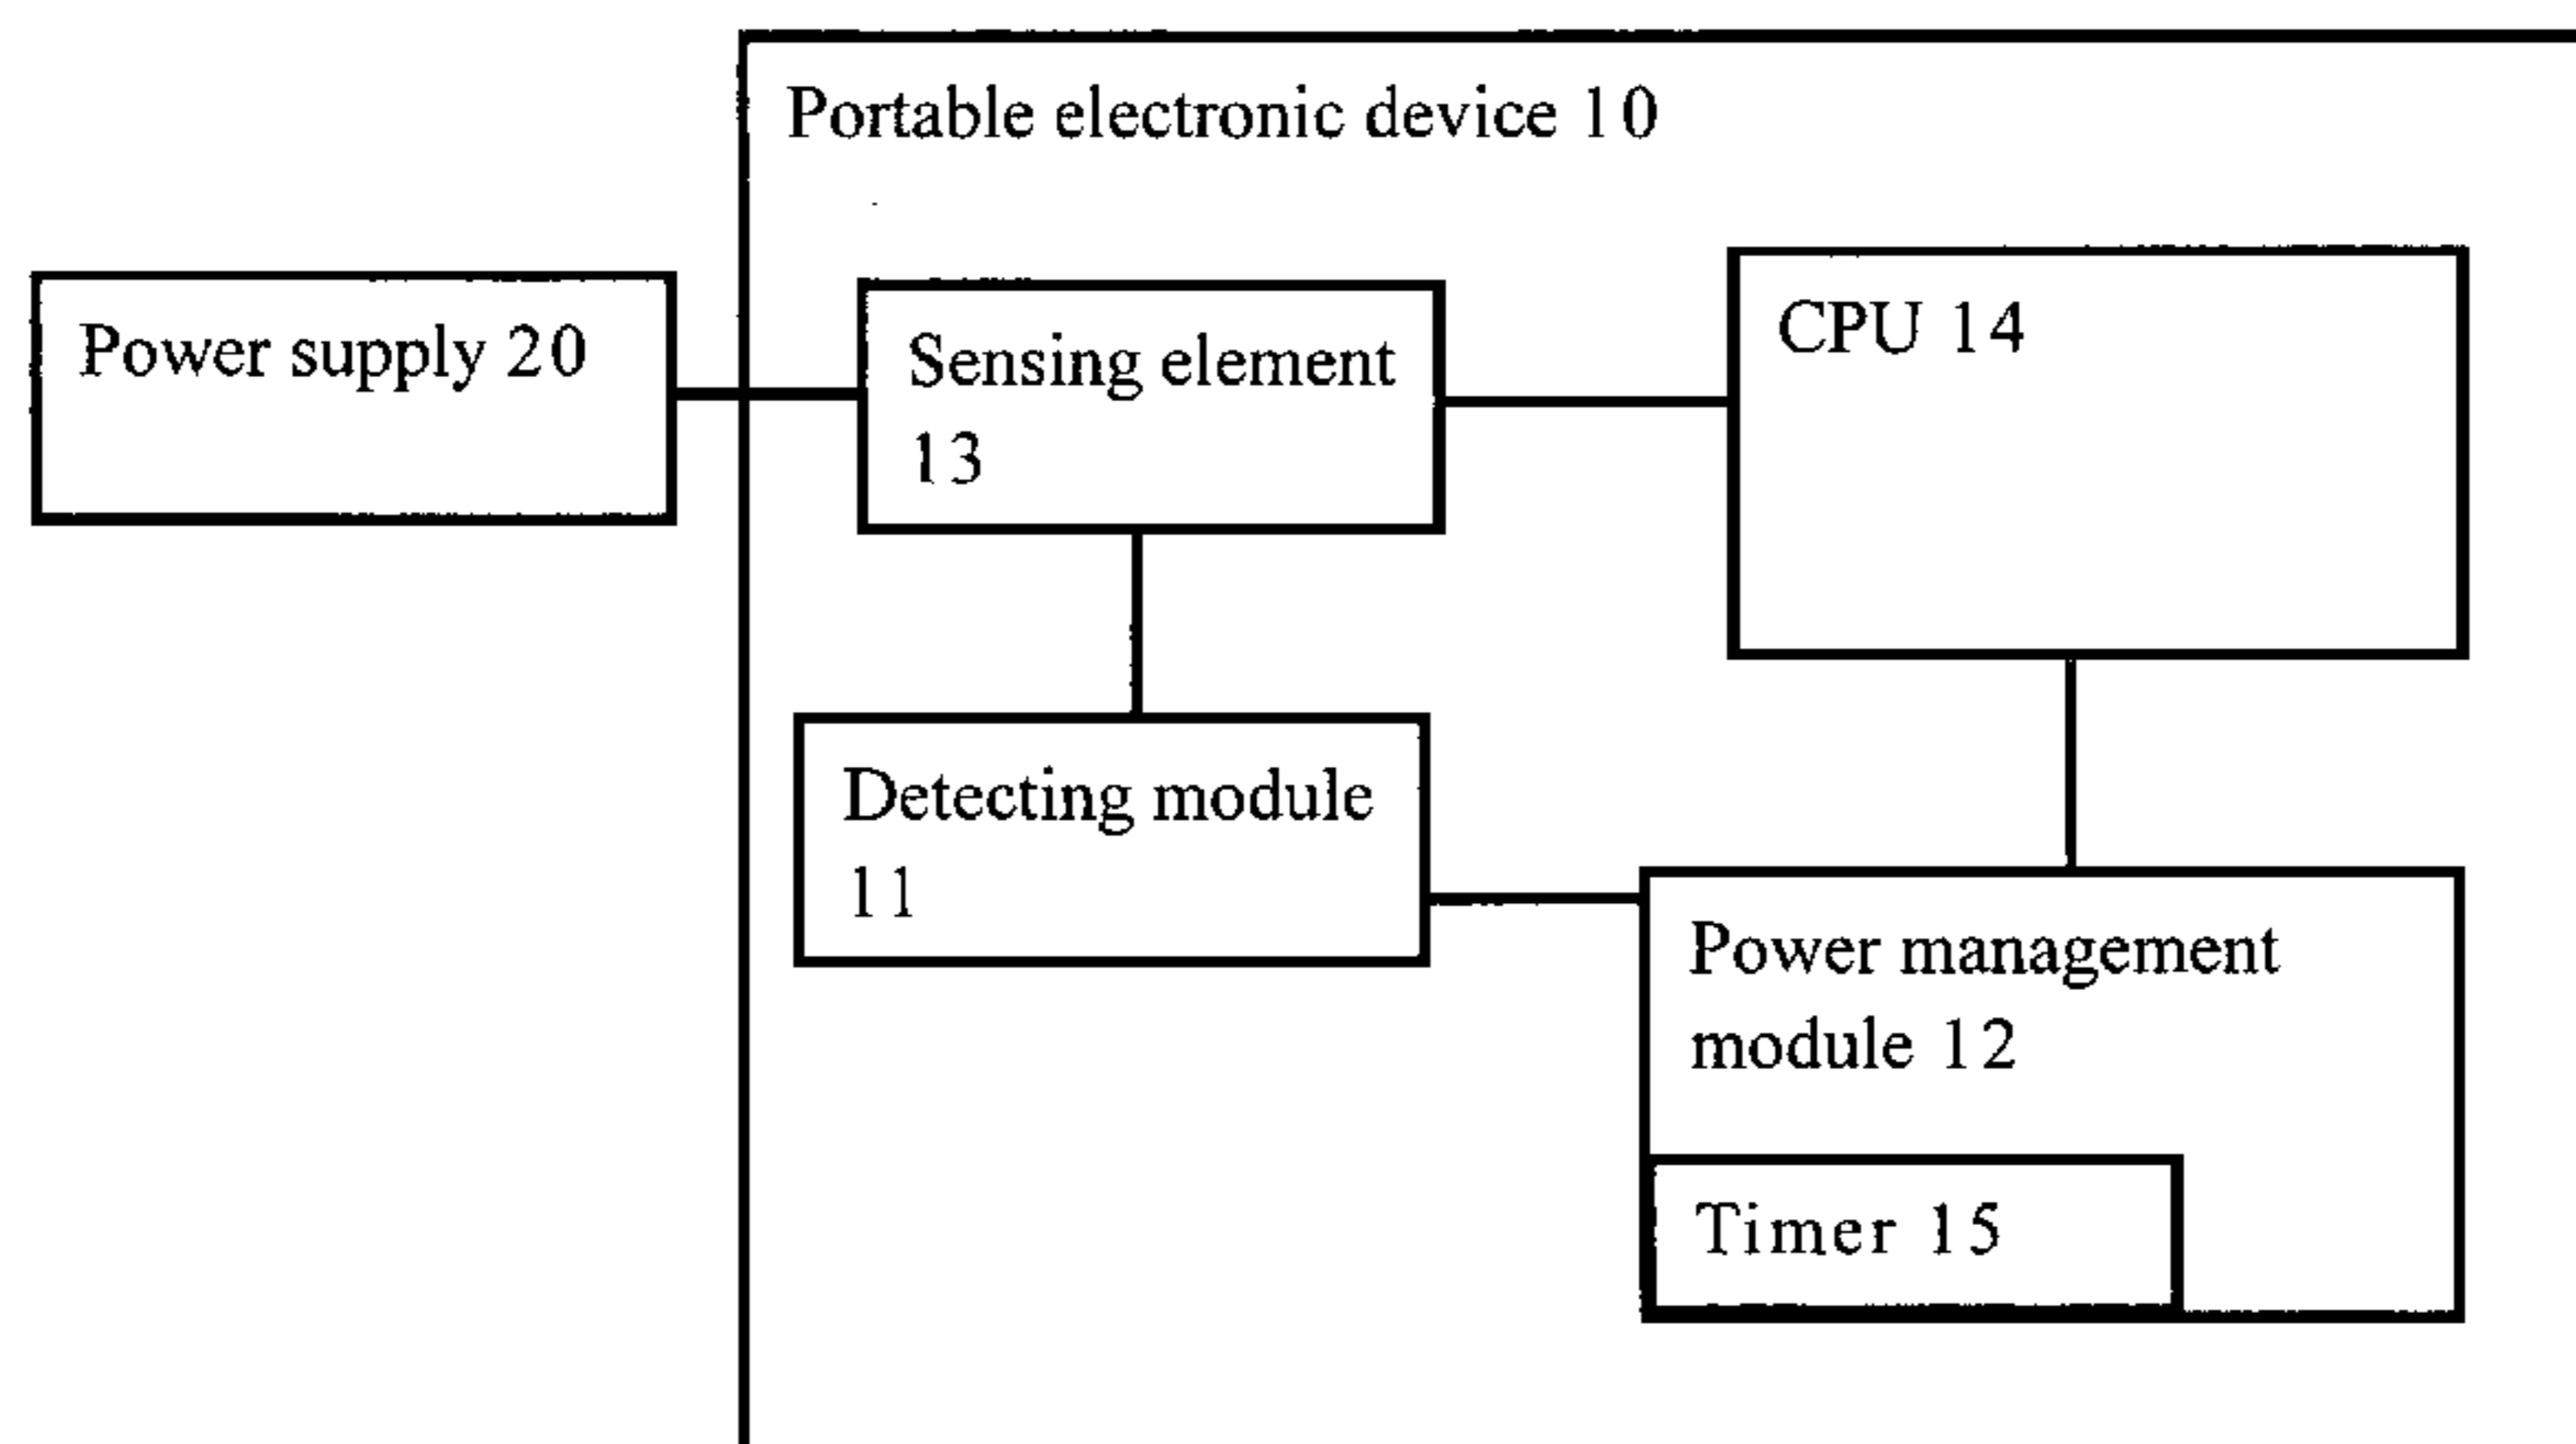 Portable electronic device 10
Power supply 20
Sensing element
13
CPU 14
Detecting module
11
Power management
module 12
Timer 15